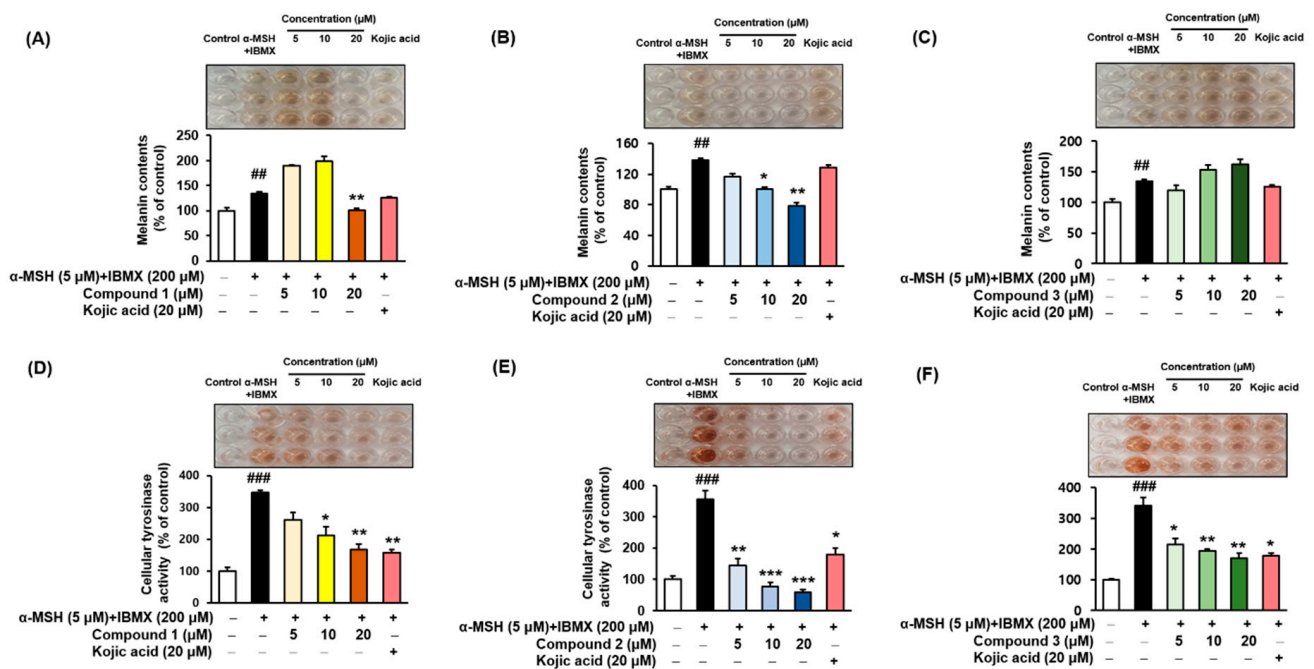 (A)
Concentration (µM)
Control α-MSH +IBMX 5 10 20 Kojic acid
Melanin contents
(% of control)
250
200
150
100
50
0
##
**
α-MSH (5 µM)+IBMX (200 µM) – + + + + +
Compound 1 (µM) – – 5 10 20 –
Kojic acid (20 µM) – – – – – +
(B)
Concentration (µM)
Control α-MSH +IBMX 5 10 20 Kojic acid
Melanin contents
(% of control)
160
120
80
40
0
##
*
**
α-MSH (5 µM)+IBMX (200 µM) – + + + + +
Compound 2 (µM) – – 5 10 20 –
Kojic acid (20 µM) – – – – – +
(C)
Concentration (µM)
Control α-MSH +IBMX 5 10 20 Kojic acid
Melanin contents
(% of control)
200
150
100
50
0
##
α-MSH (5 µM)+IBMX (200 µM) – + + + + +
Compound 3 (µM) – – 5 10 20 –
Kojic acid (20 µM) – – – – – +
(D)
Concentration (µM)
Control α-MSH +IBMX 5 10 20 Kojic acid
Cellular tyrosinase
activity (% of control)
400
300
200
100
0
###
*
**
**
α-MSH (5 µM)+IBMX (200 µM) – + + + + +
Compound 1 (µM) – – 5 10 20 –
Kojic acid (20 µM) – – – – – +
(E)
Concentration (µM)
Control α-MSH +IBMX 5 10 20 Kojic acid
Cellular tyrosinase
activity (% of control)
400
300
200
100
0
###
**
***
***
*
α-MSH (5 µM)+IBMX (200 µM) – + + + + +
Compound 2 (µM) – – 5 10 20 –
Kojic acid (20 µM) – – – – – +
(F)
Concentration (µM)
Control α-MSH +IBMX 5 10 20 Kojic acid
Cellular tyrosinase
activity (% of control)
400
300
200
100
0
###
*
**
**
*
α-MSH (5 µM)+IBMX (200 µM) – + + + + +
Compound 3 (µM) – – 5 10 20 –
Kojic acid (20 µM) – – – – – +